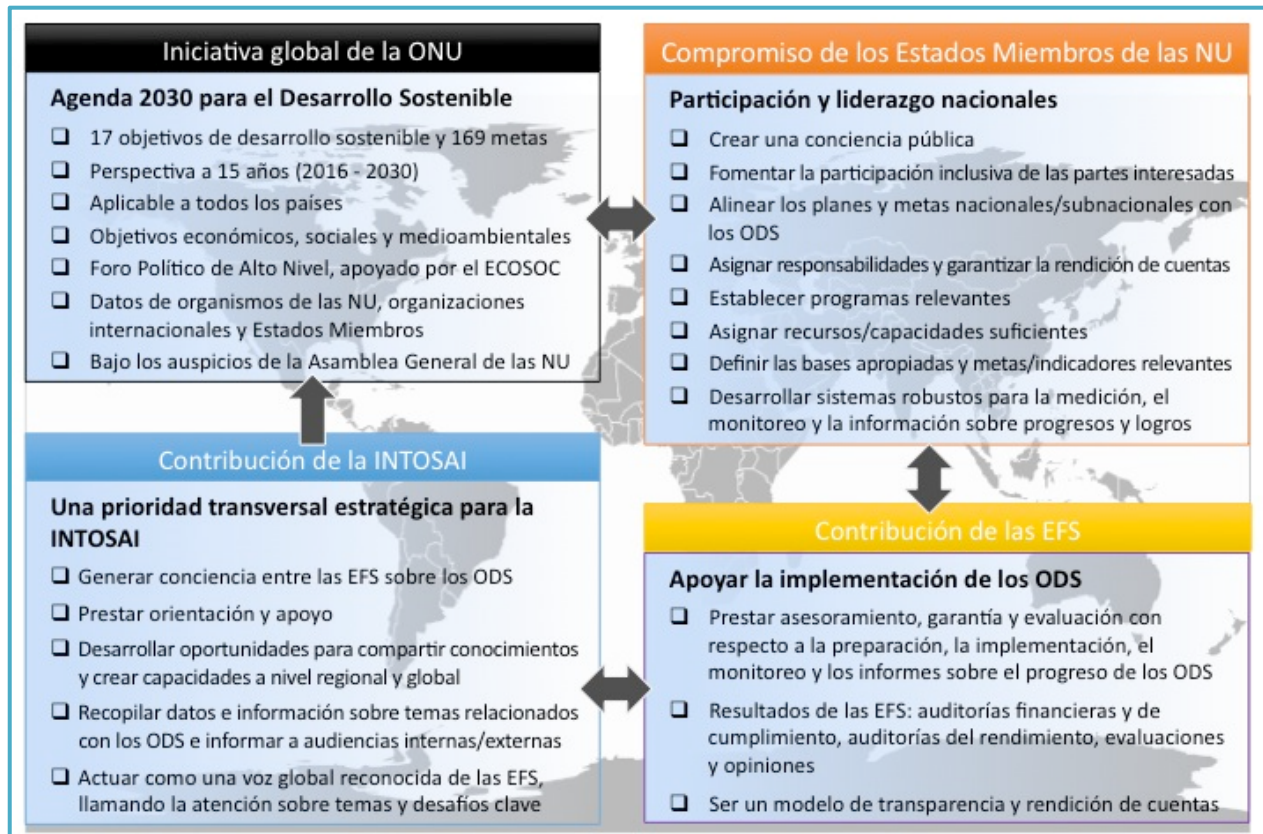 Iniciativa global de la ONU
Agenda 2030 para el Desarrollo Sostenible
❑ 17 objetivos de desarrollo sostenible y 169 metas
❑ Perspectiva a 15 años (2016 - 2030)
❑ Aplicable a todos los países
❑ Objetivos económicos, sociales y medioambientales
❑ Foro Político de Alto Nivel, apoyado por el ECOSOC
❑ Datos de organismos de las NU, organizaciones
internacionales y Estados Miembros
❑ Bajo los auspicios de la Asamblea General de las NU
Compromiso de los Estados Miembros de las NU
Participación y liderazgo nacionales
❑ Crear una conciencia pública
❑ Fomentar la participación inclusiva de las partes interesadas
❑ Alinear los planes y metas nacionales/subnacionales con
los ODS
❑ Asignar responsabilidades y garantizar la rendición de cuentas
❑ Establecer programas relevantes
❑ Asignar recursos/capacidades suficientes
❑ Definir las bases apropiadas y metas/indicadores relevantes
❑ Desarrollar sistemas robustos para la medición, el
monitoreo y la información sobre progresos y logros
Contribución de la INTOSAI
Una prioridad transversal estratégica para la
INTOSAI
❑ Generar conciencia entre las EFS sobre los ODS
❑ Prestar orientación y apoyo
❑ Desarrollar oportunidades para compartir conocimientos
y crear capacidades a nivel regional y global
❑ Recopilar datos e información sobre temas relacionados
con los ODS e informar a audiencias internas/externas
❑ Actuar como una voz global reconocida de las EFS,
llamando la atención sobre temas y desafíos clave
Contribución de las EFS
Apoyar la implementación de los ODS
❑ Prestar asesoramiento, garantía y evaluación con
respecto a la preparación, la implementación, el
monitoreo y los informes sobre el progreso de los ODS
❑ Resultados de las EFS: auditorías financieras y de
cumplimiento, auditorías del rendimiento, evaluaciones
y opiniones
❑ Ser un modelo de transparencia y rendición de cuentas